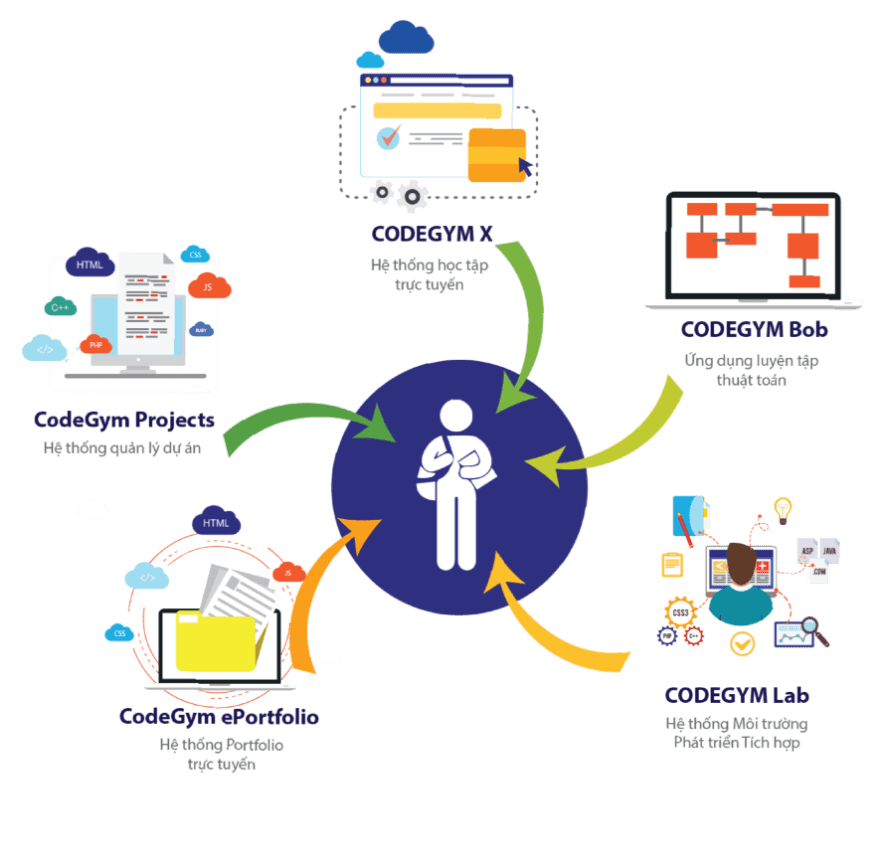 CODEGYM X
Hệ thống học tập
trực tuyến
HTML
CSS
JS
C++
</>
PHP
RUBY
CodeGym Projects
Hệ thống quản lý dự án
CODEGYM Bob
Ứng dụng luyện tập
thuật toán
HTML
</>
JS
CSS
CodeGym ePortfolio
Hệ thống Portfolio
trực tuyến
ASP
JAVA
.COM
CSS3
PHP
C++
CODEGYM Lab
Hệ thống Môi trường
Phát triển Tích hợp